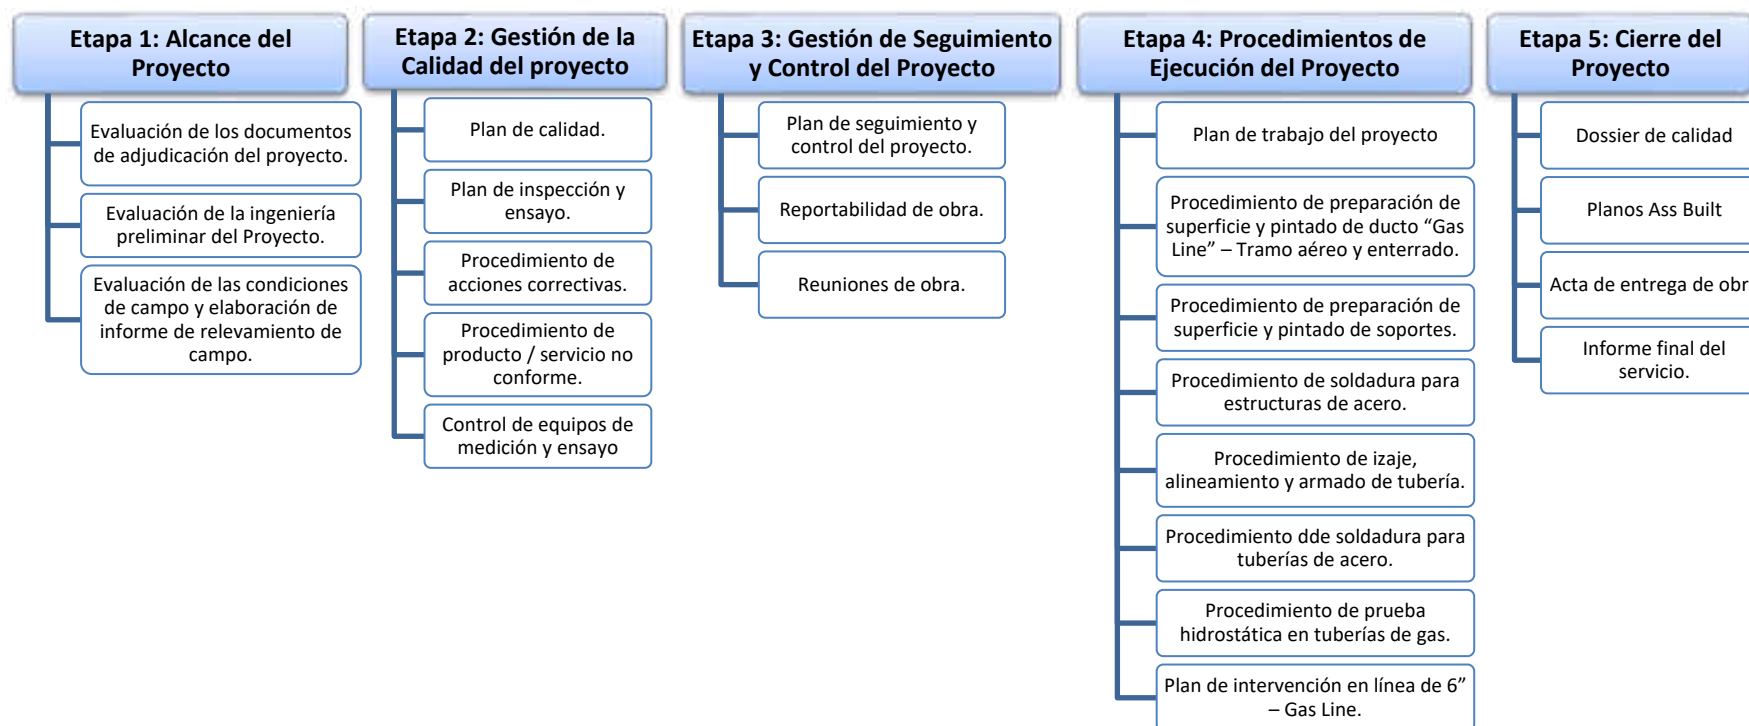 Etapa 1: Alcance del
Proyecto
Evaluación de los documentos
de adjudicación del proyecto.
Evaluación de la ingeniería
preliminar del Proyecto.
Evaluación de las condiciones
de campo y elaboración de
informe de relevamiento de
campo.
Etapa 2: Gestión de la
Calidad del proyecto
Plan de calidad.
Plan de inspección y
ensayo.
Procedimiento de
acciones correctivas.
Procedimiento de
producto / servicio no
conforme.
Control de equipos de
medición y ensayo
Etapa 3: Gestión de Seguimiento
y Control del Proyecto
Plan de seguimiento y
control del proyecto.
Reportabilidad de obra.
Reuniones de obra.
Etapa 4: Procedimientos de
Ejecución del Proyecto
Plan de trabajo del proyecto
Procedimiento de preparación de
superficie y pintado de ducto “Gas
Line” – Tramo aéreo y enterrado.
Procedimiento de preparación de
superficie y pintado de soportes.
Procedimiento de soldadura para
estructuras de acero.
Procedimiento de izaje,
alineamiento y armado de tubería.
Procedimiento dde soldadura para
tuberías de acero.
Procedimiento de prueba
hidrostática en tuberías de gas.
Plan de intervención en línea de 6”
– Gas Line.
Etapa 5: Cierre del
Proyecto
Dossier de calidad
Planos Ass Built
Acta de entrega de obr
Informe final del
servicio.